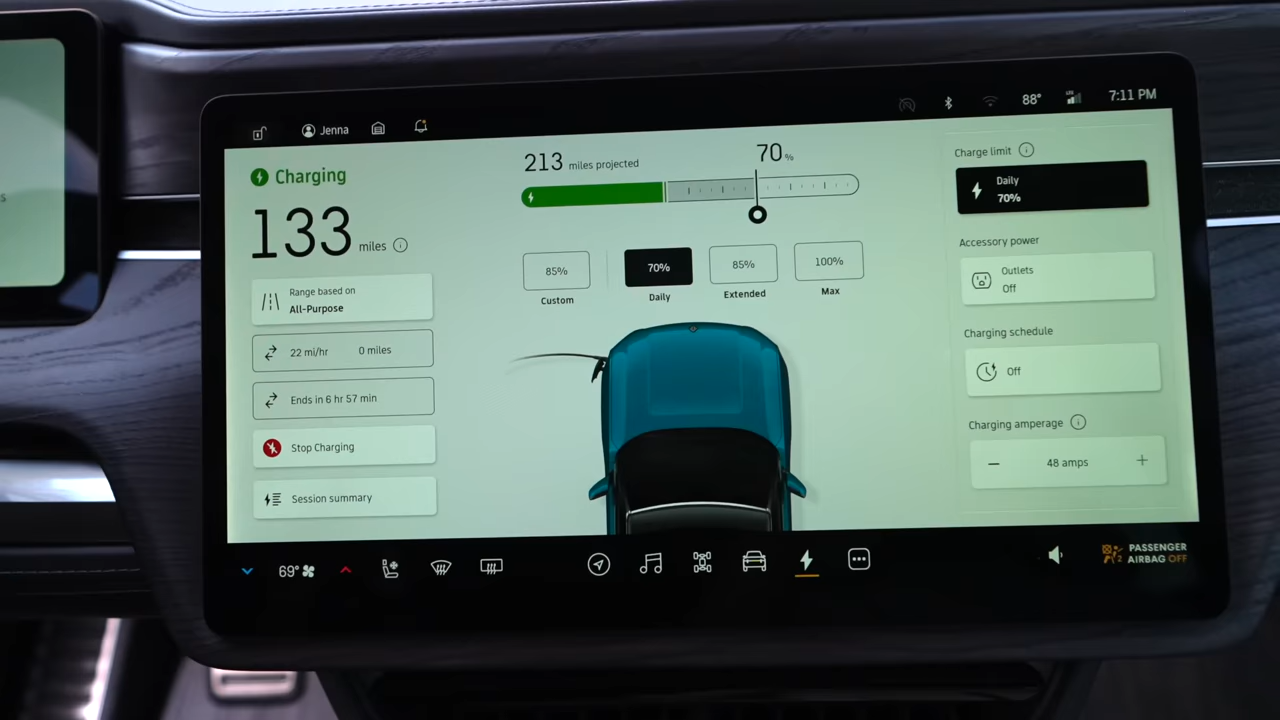 Jenna
88°
LTE
7:11 PM
s
Charging
133 miles
Range based on
All-Purpose
22 mi/hr 0 miles
Ends in 6 hr 57 min
Stop Charging
Session summary
213 miles projected
70%
85%
Custom
70%
Daily
85%
Extended
100%
Max
Charge limit
Daily
70%
Accessory power
Outlets
Off
Charging schedule
Off
Charging amperage
− 48 amps +
69°
PASSENGER
AIRBAG OFF